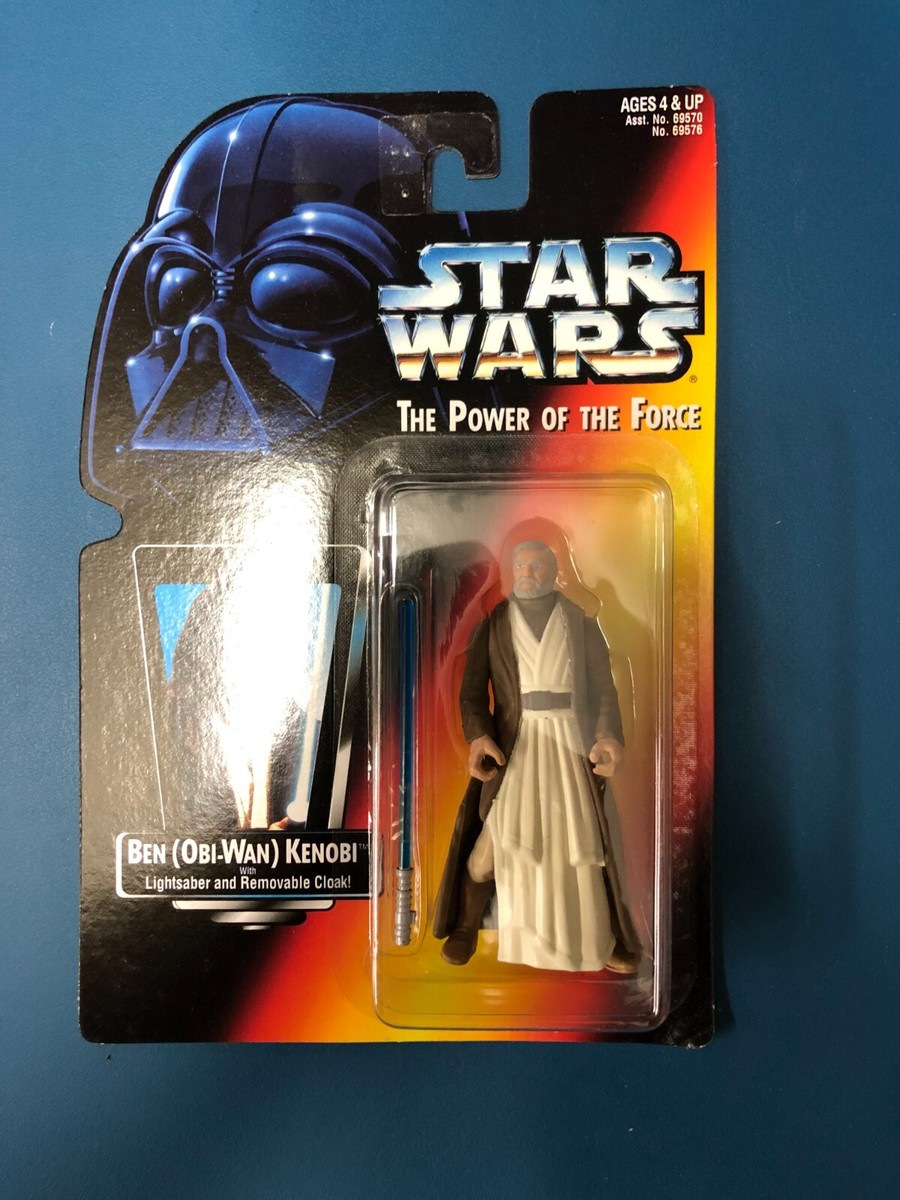 AGES 4 & UP
Asst. No. 69570
No. 69576
STAR
WARS®
THE POWER OF THE FORCE
BEN (OBI-WAN) KENOBI™
With
Lightsaber and Removable Cloak!